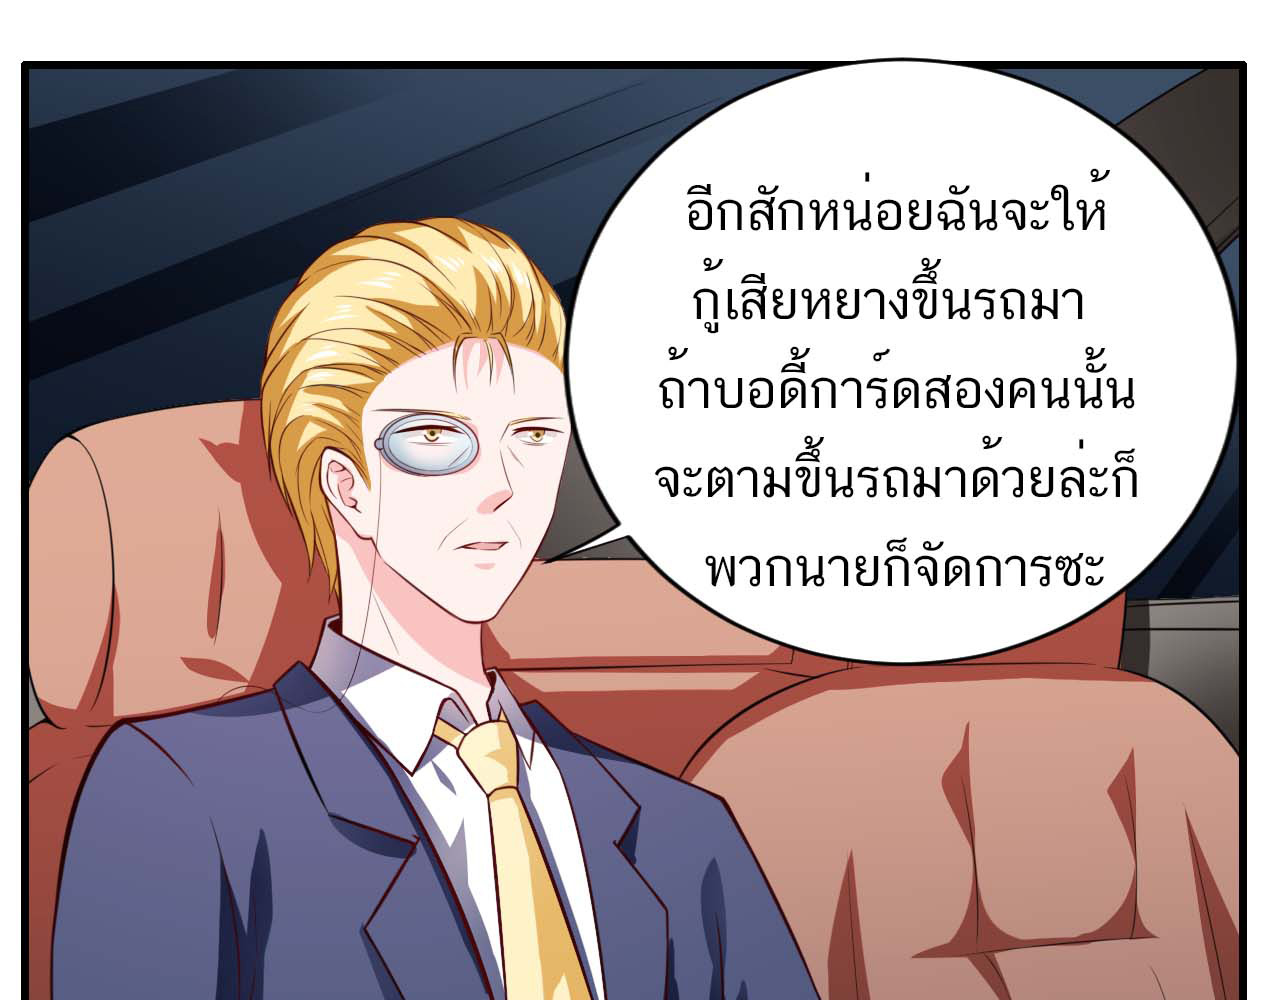 อีกสักหน่อยฉันจะให้
กู้เสียหยางขึ้นรถมา
ถ้าบอดี้การ์ดสองคนนั้น
จะตามขึ้นรถมาด้วยล่ะก็
พวกนายก็จัดการซะ